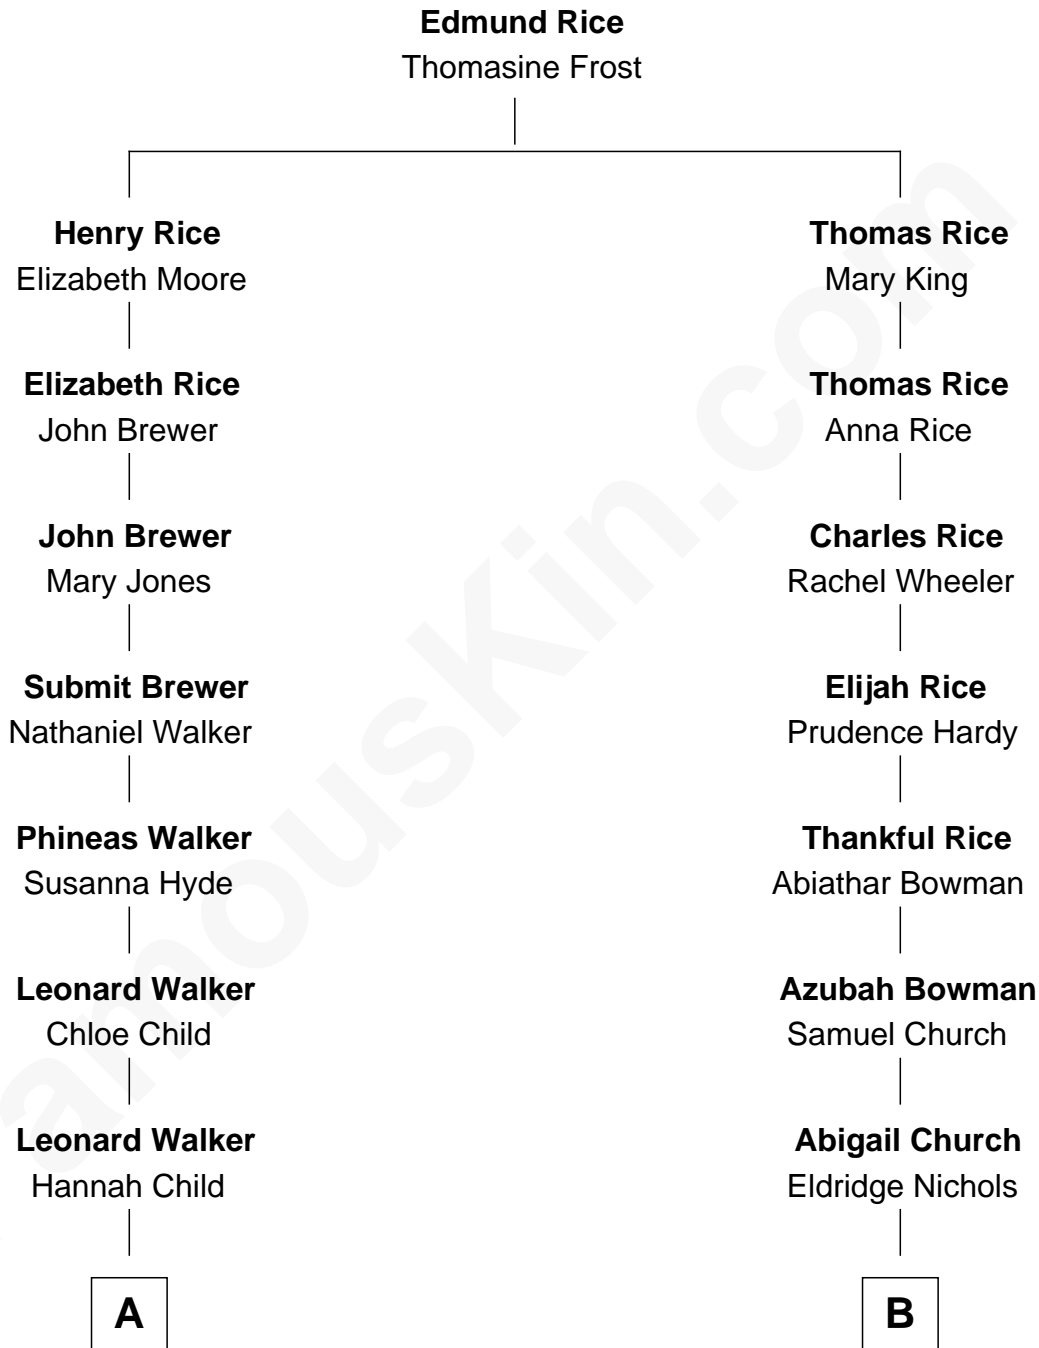 Edmund Rice
Thomasine Frost
Henry Rice
Elizabeth Moore
Thomas Rice
Mary King
Elizabeth Rice
John Brewer
Thomas Rice
Anna Rice
John Brewer
Mary Jones
Charles Rice
Rachel Wheeler
Submit Brewer
Nathaniel Walker
Elijah Rice
Prudence Hardy
Phineas Walker
Susanna Hyde
Thankful Rice
Abiathar Bowman
Leonard Walker
Chloe Child
Azubah Bowman
Samuel Church
Leonard Walker
Hannah Child
Abigail Church
Eldridge Nichols
A
B
amouskin.com